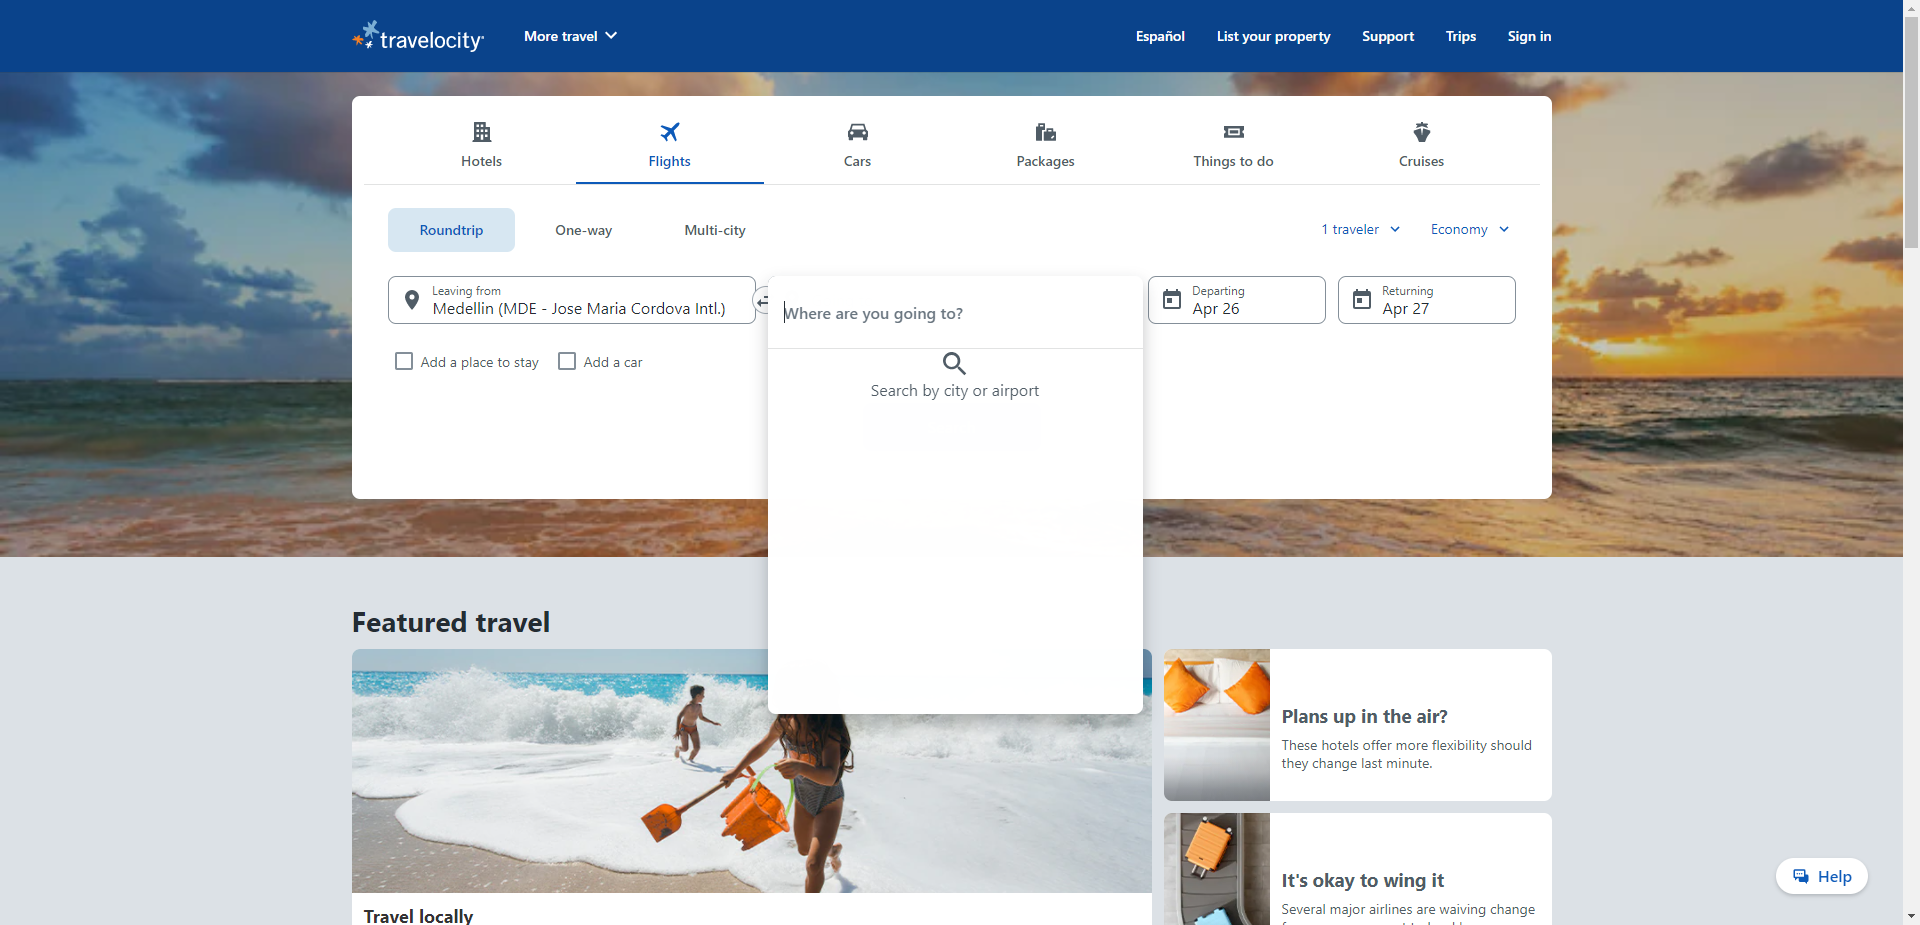 travelocity
More travel
Español
List your property
Support
Trips
Sign in
Hotels
Flights
Cars
Packages
Things to do
Cruises
Roundtrip
One-way
Multi-city
1 traveler
Economy
Leaving from
Medellin (MDE - Jose Maria Cordova Intl.)
Where are you going to?
Departing
Apr 26
Returning
Apr 27
Add a place to stay
Add a car
Search by city or airport
Featured travel
Plans up in the air?
These hotels offer more flexibility should
they change last minute.
It's okay to wing it
Several major airlines are waiving change
Travel locally
Help